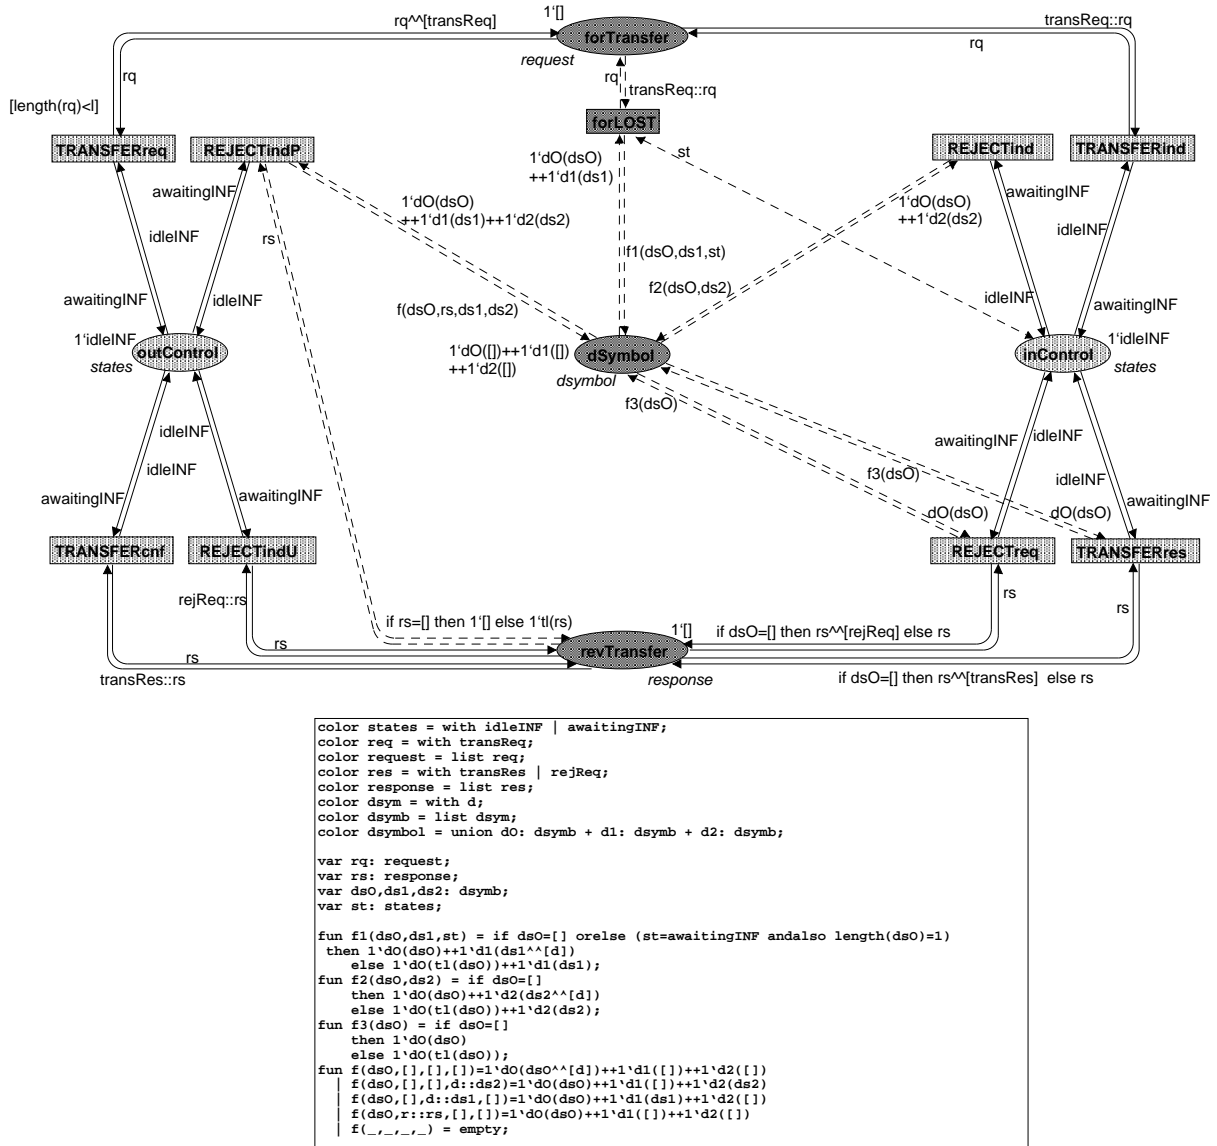 rq^^[transReq]
1‘[]
forTransfer
request
transReq::rq
rq
rq
rq
transReq::rq
[length(rq)<l]
forLOST
TRANSFERreq
REJECTindP
REJECTind
TRANSFERind
1‘dO(dsO)
++1‘d1(ds1)
st
awaitingINF
awaitingINF
1‘dO(dsO)
++1‘d1(ds1)++1‘d2(ds2)
1‘dO(dsO)
++1‘d2(ds2)
idleINF
rs
idleINF
f1(dsO,ds1,st)
f2(dsO,ds2)
awaitingINF
idleINF
idleINF
awaitingINF
f(dsO,rs,ds1,ds2)
1‘idleINF
outControl
states
1‘dO([])++1‘d1([])
++1‘d2([])
dSymbol
dsymbol
1‘idleINF
inControl
states
f3(dsO)
idleINF
awaitingINF
idleINF
idleINF
f3(dsO)
idleINF
awaitingINF
awaitingINF
awaitingINF
dO(dsO)
dO(dsO)
TRANSFERcnf
REJECTindU
REJECTreq
TRANSFERres
rejReq::rs
rs
rs
if rs=[] then 1‘[] else 1‘tl(rs)
1‘[]
if dsO=[] then rs^^[rejReq] else rs
rs
rs
revTransfer
transRes::rs
response
if dsO=[] then rs^^[transRes] else rs
color states = with idleINF | awaitingINF;
color req = with transReq;
color request = list req;
color res = with transRes | rejReq;
color response = list res;
color dsym = with d;
color dsymb = list dsym;
color dsymbol = union dO: dsymb + d1: dsymb + d2: dsymb;
var rq: request;
var rs: response;
var dsO,ds1,ds2: dsymb;
var st: states;
fun f1(dsO,ds1,st) = if dsO=[] orelse (st=awaitingINF andalso length(dsO)=1)
then 1‘dO(dsO)++1‘d1(ds1^^[d])
else 1‘dO(tl(dsO))++1‘d1(ds1);
fun f2(dsO,ds2) = if dsO=[]
then 1‘dO(dsO)++1‘d2(ds2^^[d])
else 1‘dO(tl(dsO))++1‘d2(ds2);
fun f3(dsO) = if dsO=[]
then 1‘dO(dsO)
else 1‘dO(tl(dsO));
fun f(dsO,[],[],[])=1‘dO(dsO^^[d])++1‘d1([])++1‘d2([])
| f(dsO,[],[],d::ds2)=1‘dO(dsO)++1‘d1([])++1‘d2(ds2)
| f(dsO,[],d::ds1,[])=1‘dO(dsO)++1‘d1(ds1)++1‘d2([])
| f(dsO,r::rs,[],[])=1‘dO(dsO)++1‘d1([])++1‘d2([])
| f(_,_,_,_) = empty;